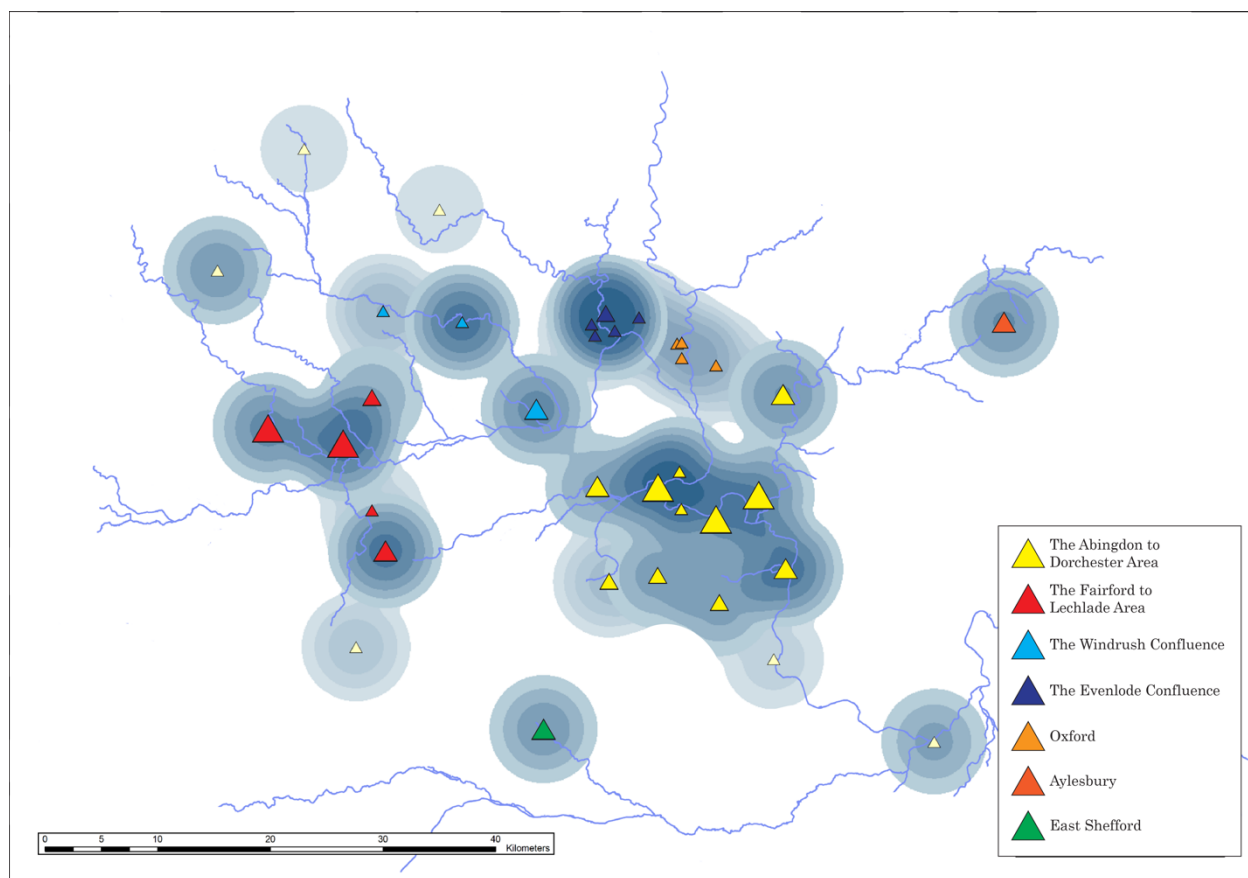 The Abingdon to
Dorchester Area
The Fairford to
Lechlade Area
The Windrush Confluence
The Evenlode Confluence
Oxford
Aylesbury
East Shefford
0 5 10 20 30 40
Kilometers